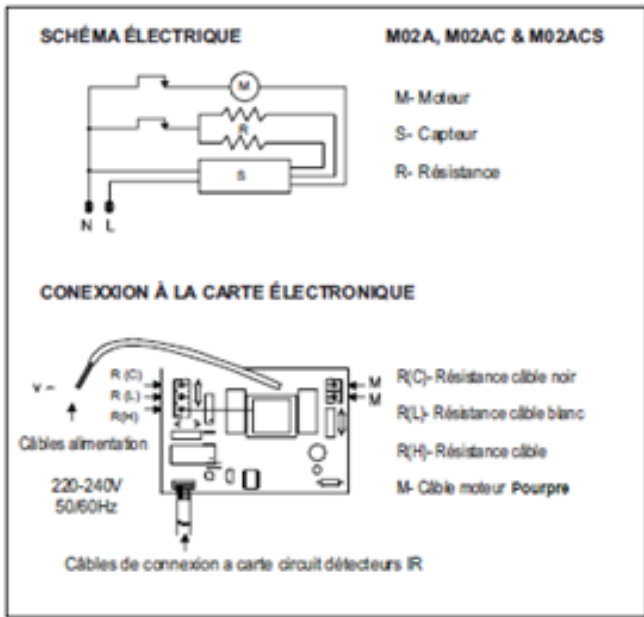 SCHÉMA ÉLECTRIQUE
M02A, M02AC & M02ACS
M
R
S
N L
M- Moteur
S- Capteur
R- Résistance
CONEXXION À LA CARTE ÉLECTRONIQUE
R (C)
R (L)
R(H)
v ~
Câbles alimentation
220-240V
50/60Hz
M
M
R(C)- Résistance câble noir
R(L)- Résistance câble blanc
R(H)- Résistance câble
M- Câble moteur Pourpre
Câbles de connexion a carte circuit détecteurs IR